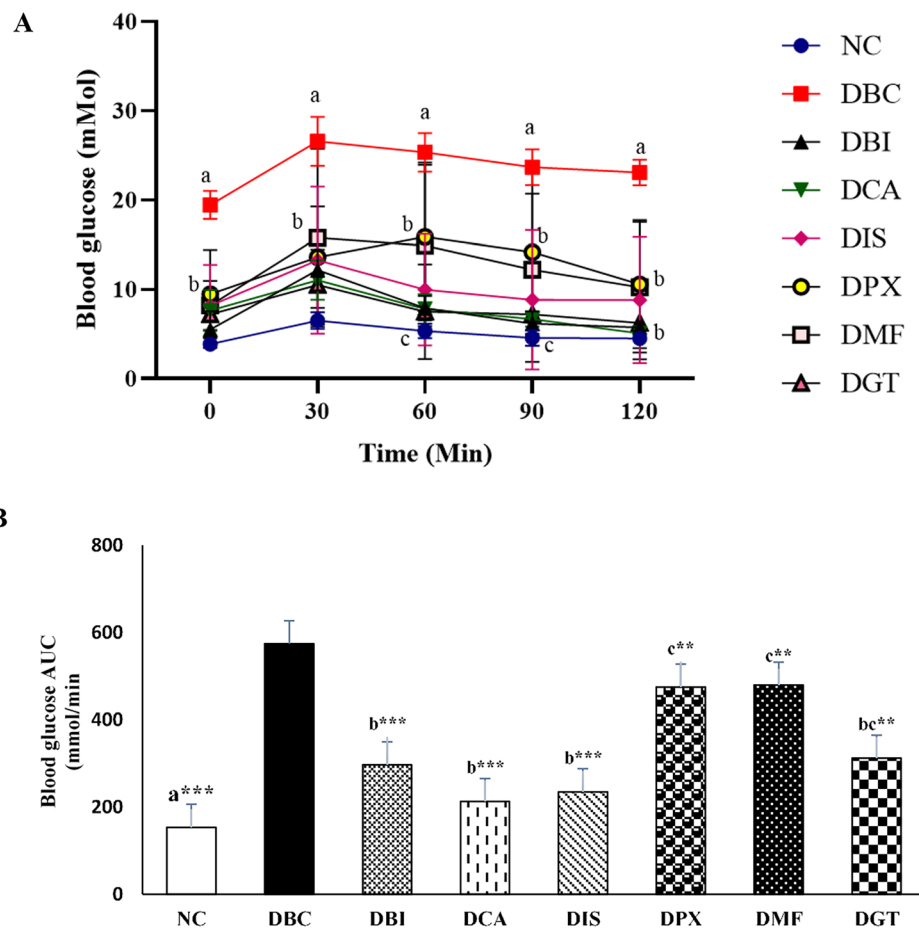 A
Blood glucose (mMol)
40
30
20
10
0
a
a
a
a
a
b
b
b
b
b
b
c
c
0 30 60 90 120
Time (Min)
NC
DBC
DBI
DCA
DIS
DPX
DMF
DGT
B
Blood glucose AUC
(mmol/min
800
600
400
200
0
a***
b***
b***
b***
c**
c**
bc**
NC DBC DBI DCA DIS DPX DMF DGT